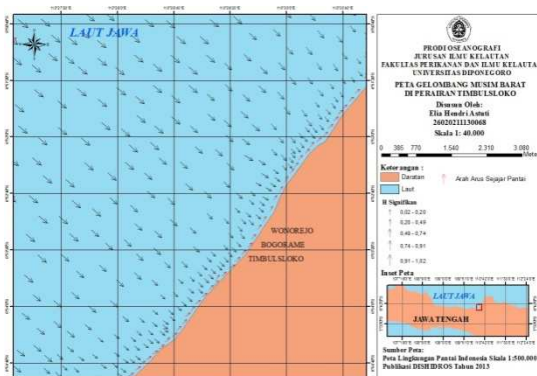 LAUT JAWA
WONOREJO
BOGORAME
TIMBULSLOKO
PRODI OSEANOGRAFI
JURUSAN ILMU KELAUTAN
FAKULTAS PERIKANAN DAN ILMU KELAUTA
UNIVERSITAS DIPONEGORO
PETA GELOMBANG MUSIM BARAT
DI PERAIRAN TIMBULSLOKO
Disusun Oleh:
Elia Hendri Astuti
26020211130068
Skala 1: 40.000
0 385 770 1.540 2.310 3.080
Mete
Keterangan :
Daratan
Arah Arus Sejajar Pantai
Laut
H Signifikan
0,02 - 0,20
0,20 - 0,49
0,49 - 0,74
0,74 - 0,91
0,91 - 1,02
Inset Peta
LAUT JAWA
JAWA TENGAH
Sumber Peta:
Peta Lingkungan Pantai Indonesia Skala 1:500.000
Publikasi DISHIDROS Tahun 2013